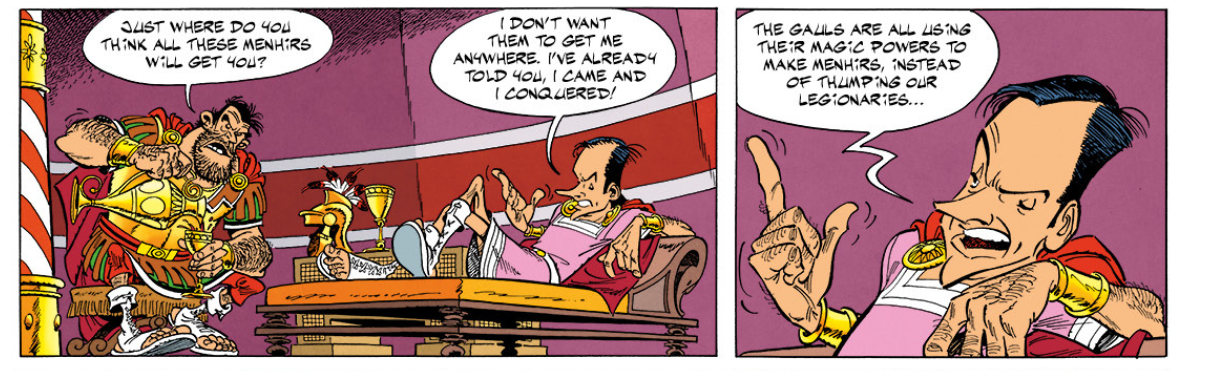 JUST WHERE DO YOU
THINK ALL THESE MENHIRS
WILL GET YOU?
I DON'T WANT
THEM TO GET ME
ANYWHERE. I'VE ALREADY
TOLD YOU, I CAME AND
I CONQUERED!
THE GAULS ARE ALL USING
THEIR MAGIC POWERS TO
MAKE MENHIRS, INSTEAD
OF THUMPING OUR
LEGIONARIES...